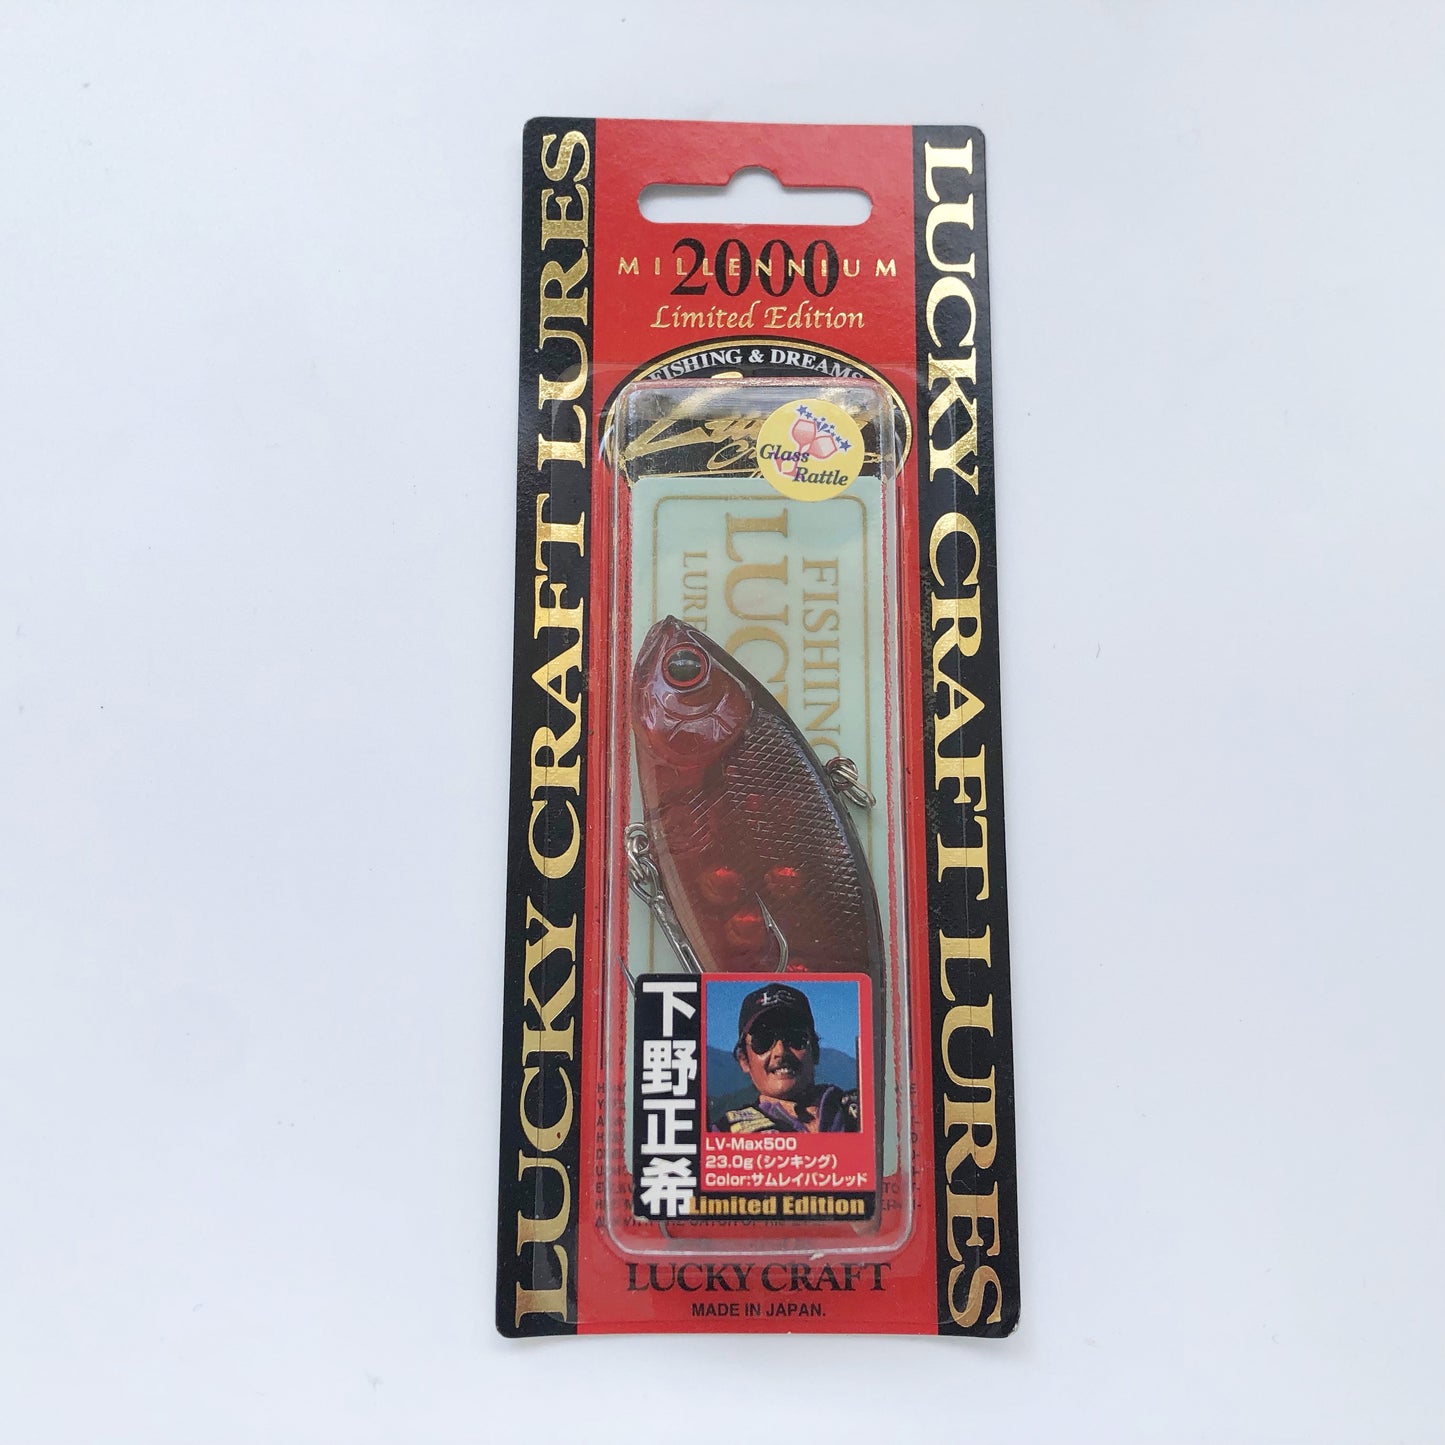 LUCKY CRAFT LURES
LUCKY CRAFT LURES
2000
MILLENNIUM
Limited Edition
FISHING & DREAMS
Glass
Rattle
FISHING
LUC
LURE
下野正希
LV-Max500
23.0g(シンキング)
Color:サムレイバンレッド
Limited Edition
LUCKY CRAFT
MADE IN JAPAN.